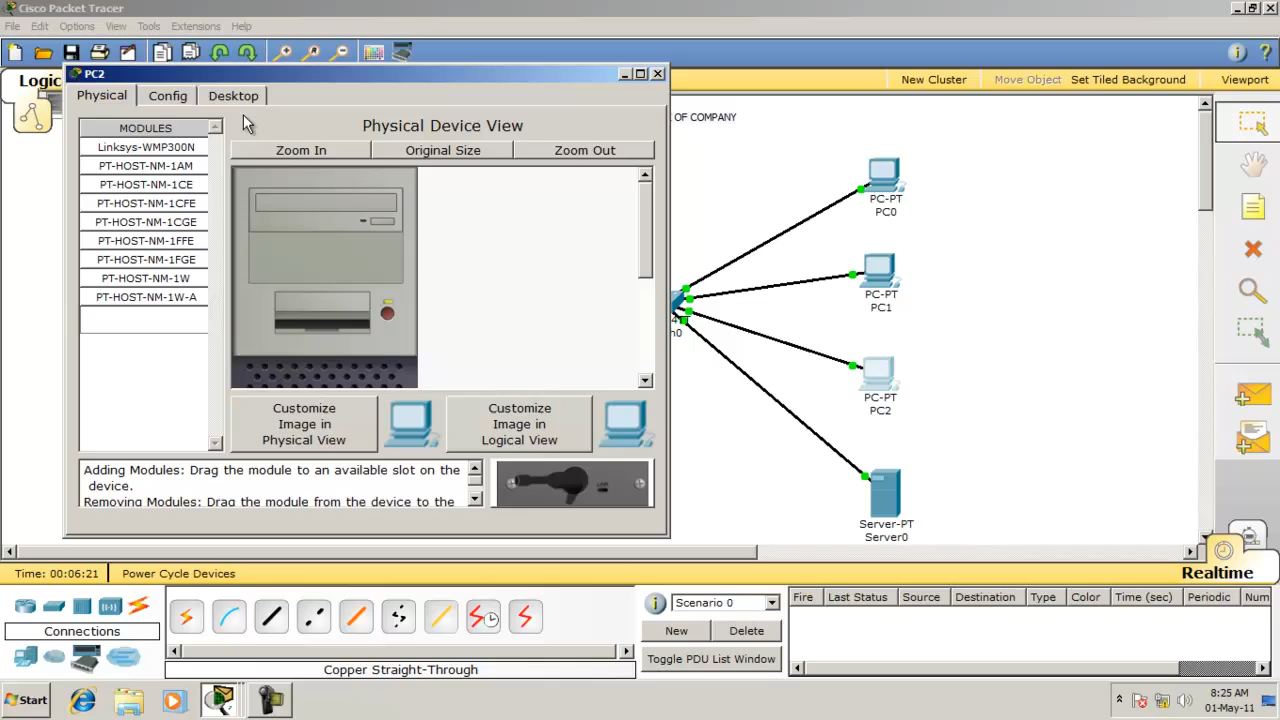 Cisco Packet Tracer
File Edit Options View Tools Extensions Help
Logic
New Cluster Move Object Set Tiled Background Viewport
PC2
Physical Config Desktop
MODULES
Linksys-WMP300N
PT-HOST-NM-1AM
PT-HOST-NM-1CE
PT-HOST-NM-1CFE
PT-HOST-NM-1CGE
PT-HOST-NM-1FFE
PT-HOST-NM-1FGE
PT-HOST-NM-1W
PT-HOST-NM-1W-A
Physical Device View
Zoom In Original Size Zoom Out
Customize
Image in
Physical View
Customize
Image in
Logical View
Adding Modules: Drag the module to an available slot on the
device.
Removing Modules: Drag the module from the device to the
OF COMPANY
PC-PT
PC0
PC-PT
PC1
PC-PT
PC2
Server-PT
Server0
Time: 00:06:21 Power Cycle Devices
Realtime
Connections
Copper Straight-Through
Scenario 0
New Delete
Toggle PDU List Window
Fire Last Status Source Destination Type Color Time (sec) Periodic Num
Start
8:25 AM
01-May-11